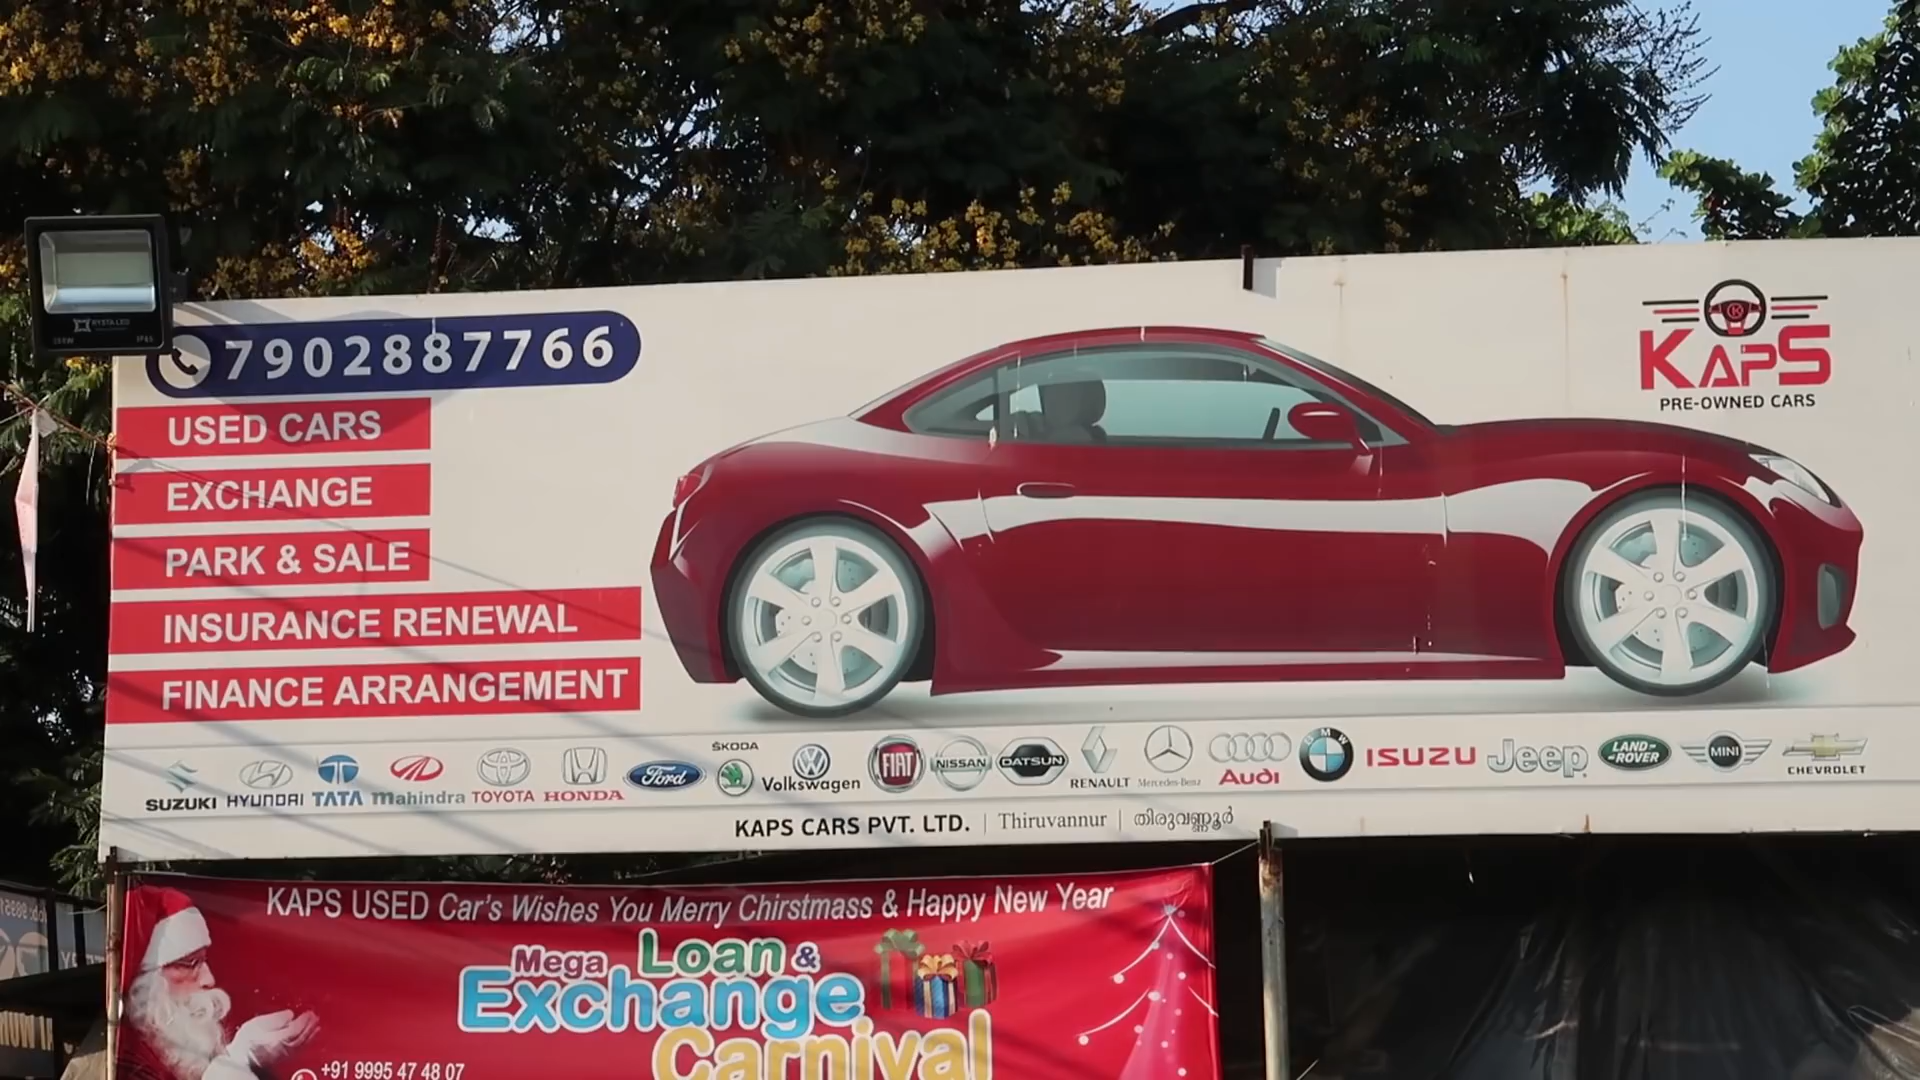 7902887766
USED CARS
EXCHANGE
PARK & SALE
INSURANCE RENEWAL
FINANCE ARRANGEMENT
KAPS
PRE-OWNED CARS
SUZUKI HYUNDAI TATA Mahindra TOYOTA HONDA Ford ŠKODA Volkswagen FIAT NISSAN DATSUN RENAULT Mercedes-Benz Audi BMW ISUZU Jeep LAND-ROVER MINI CHEVROLET
KAPS CARS PVT. LTD. | Thiruvannur | തിരുവണ്ണൂർ
KAPS USED Car's Wishes You Merry Chirstmass & Happy New Year
Mega Loan &
Exchange
Carnival
+91 9995 47 48 07
IP65